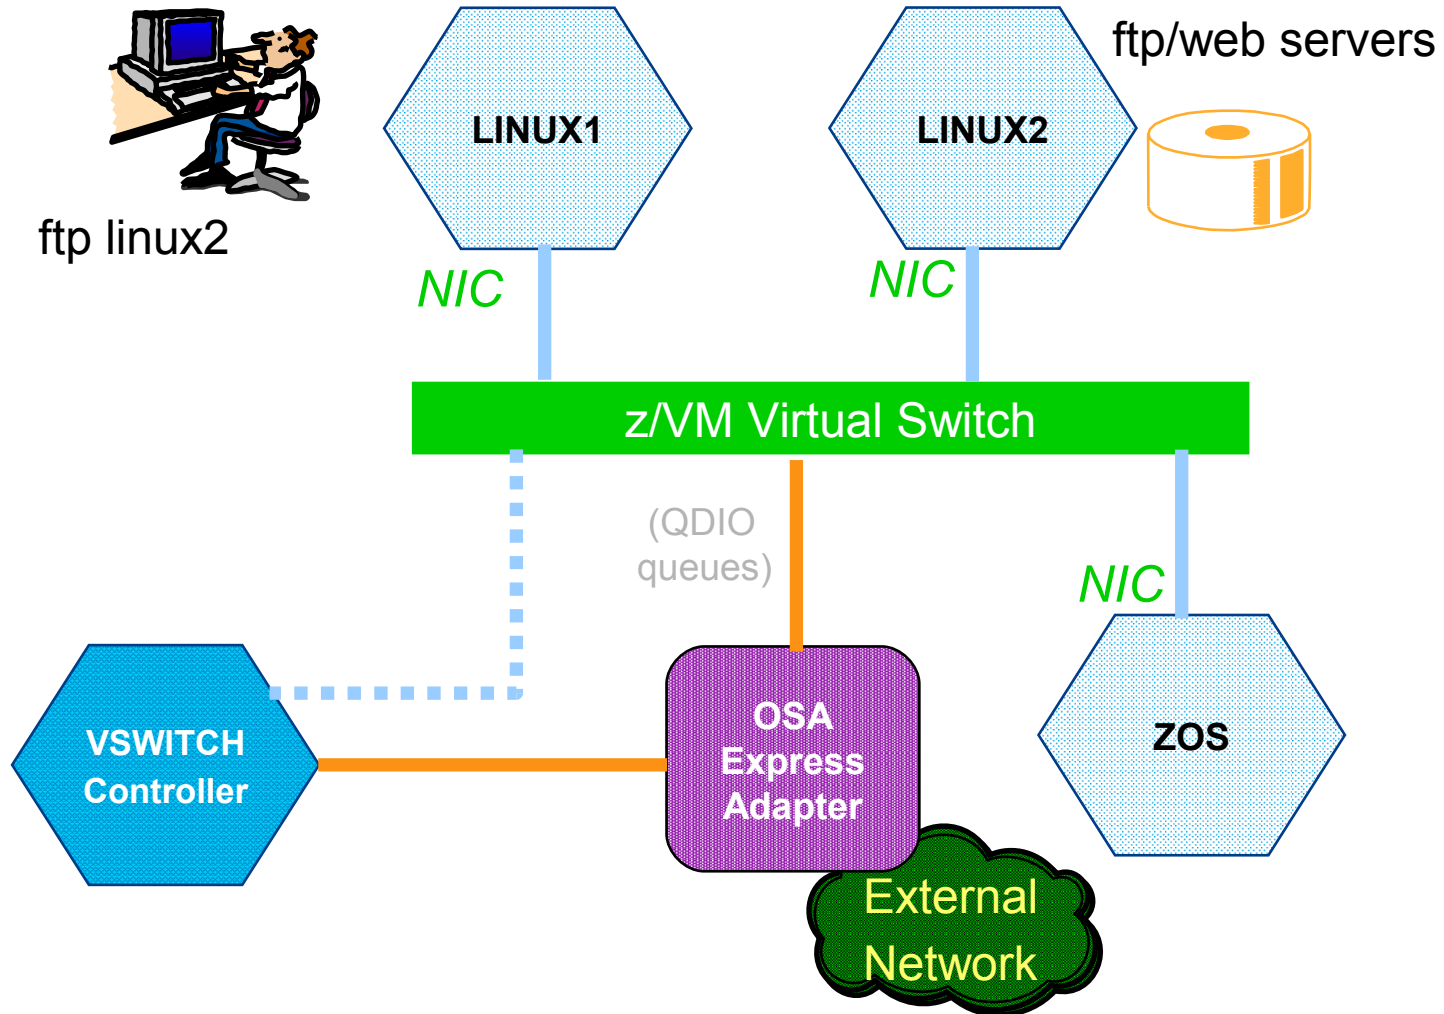 ftp/web servers
LINUX1
LINUX2
ftp linux2
NIC
NIC
z/VM Virtual Switch
(QDIO
queues)
NIC
VSWITCH
Controller
OSA
Express
Adapter
ZOS
External
Network